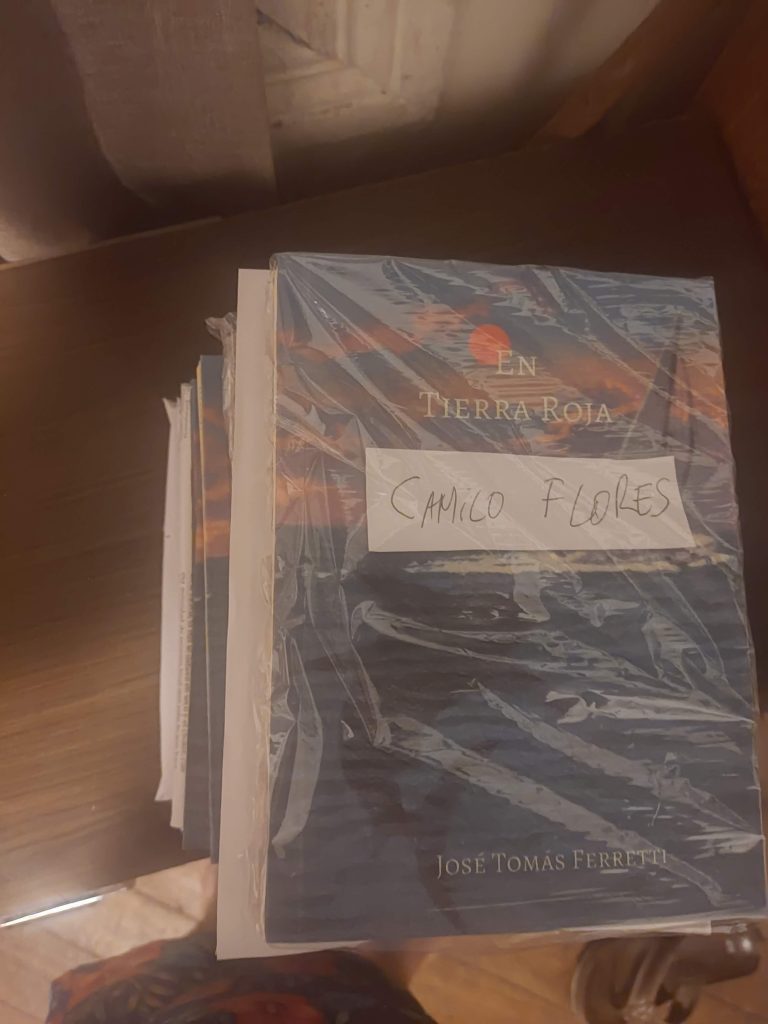 En
Tierra Roja
CAMILO FLORES
José Tomás Ferretti